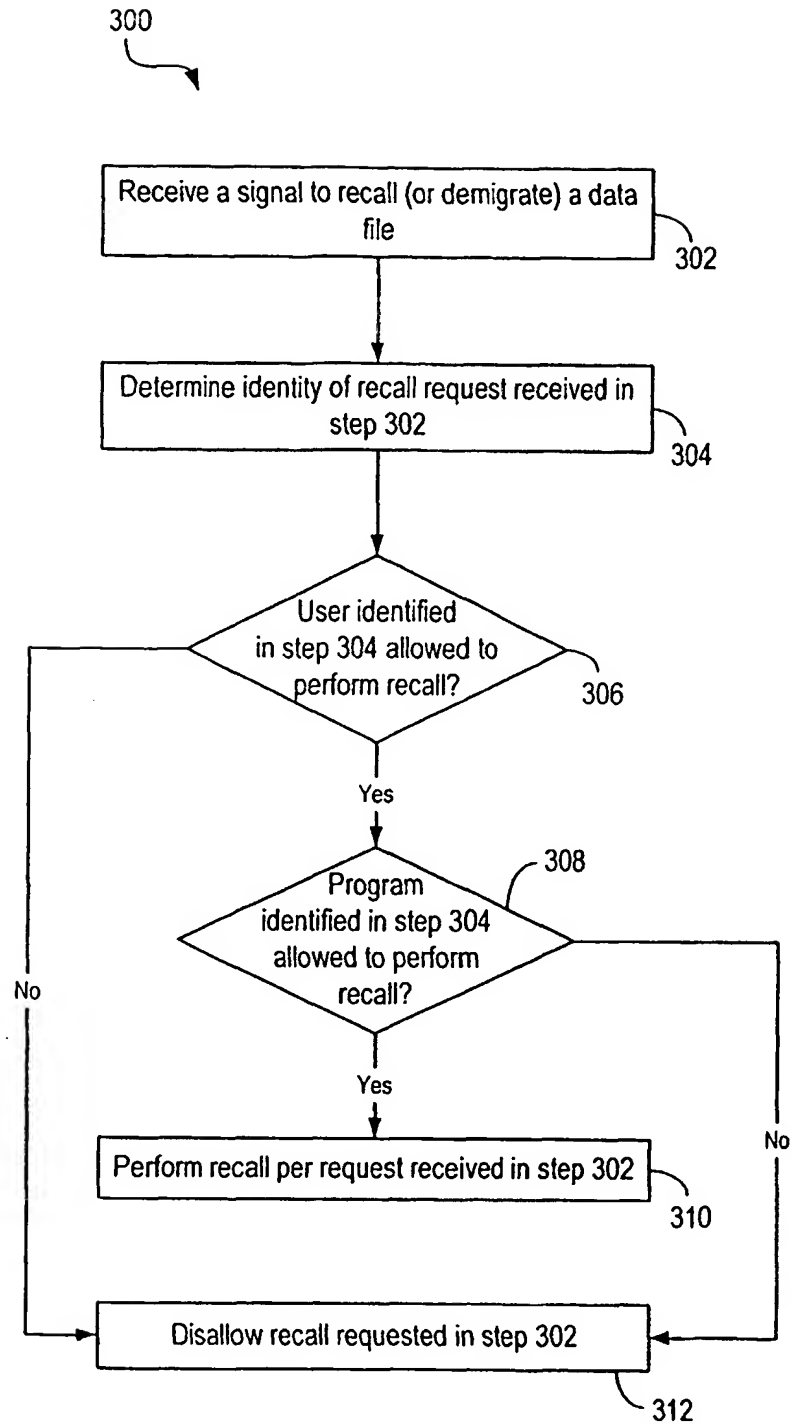 300
Receive a signal to recall (or demigrate) a data
file
302
Determine identity of recall request received in
step 302
304
User identified
in step 304 allowed to
perform recall?
306
Yes
308
Program
identified in step 304
allowed to perform
recall?
No
Yes
No
Perform recall per request received in step 302
310
Disallow recall requested in step 302
312